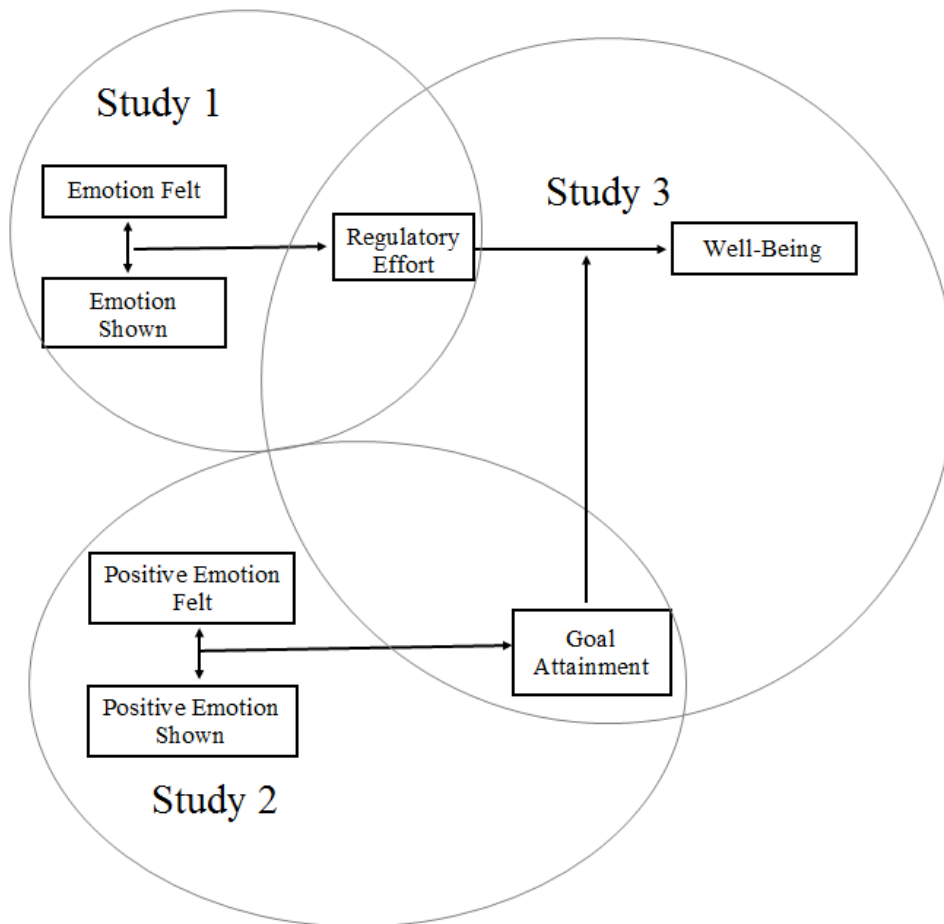 Study 1
Emotion Felt
Emotion
Shown
Regulatory
Effort
Study 3
Well-Being
Positive Emotion
Felt
Positive Emotion
Shown
Goal
Attainment
Study 2